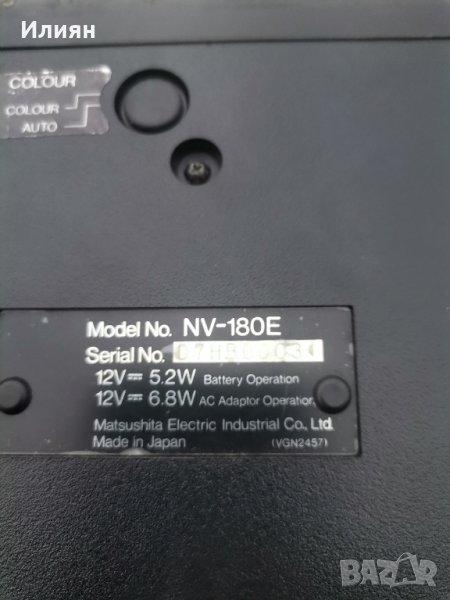 Илиян
COLOUR
COLOUR
AUTO
Model No. NV-180E
Serial No.
12V⎓ 5.2W Battery Operation
12V⎓ 6.8W AC Adaptor Operation
Matsushita Electric Industrial Co., Ltd.
Made in Japan (VGN2457)
BAZAR